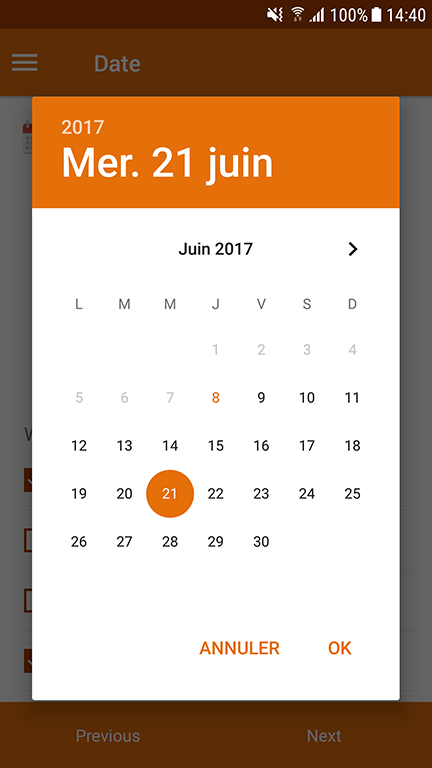 100% 14:40
Date
2017
Mer. 21 juin
Juin 2017
L M M J V S D
1 2 3 4
5 6 7 8 9 10 11
12 13 14 15 16 17 18
19 20 21 22 23 24 25
26 27 28 29 30
ANNULER OK
Previous Next